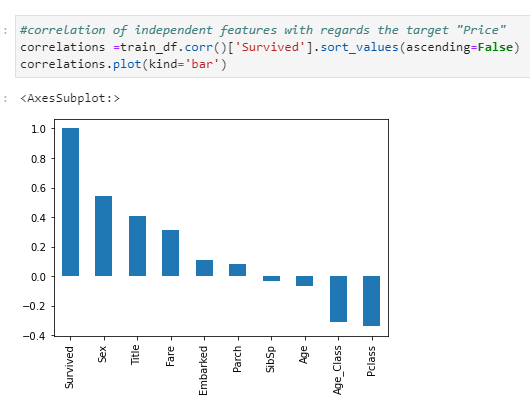 : #correlation of independent features with regards the target "Price"
correlations =train_df.corr()['Survived'].sort_values(ascending=False)
correlations.plot(kind='bar')
: <AxesSubplot:>
1.0
0.8
0.6
0.4
0.2
0.0
−0.2
−0.4
Survived
Sex
Title
Fare
Embarked
Parch
SibSp
Age
Age_Class
Pclass